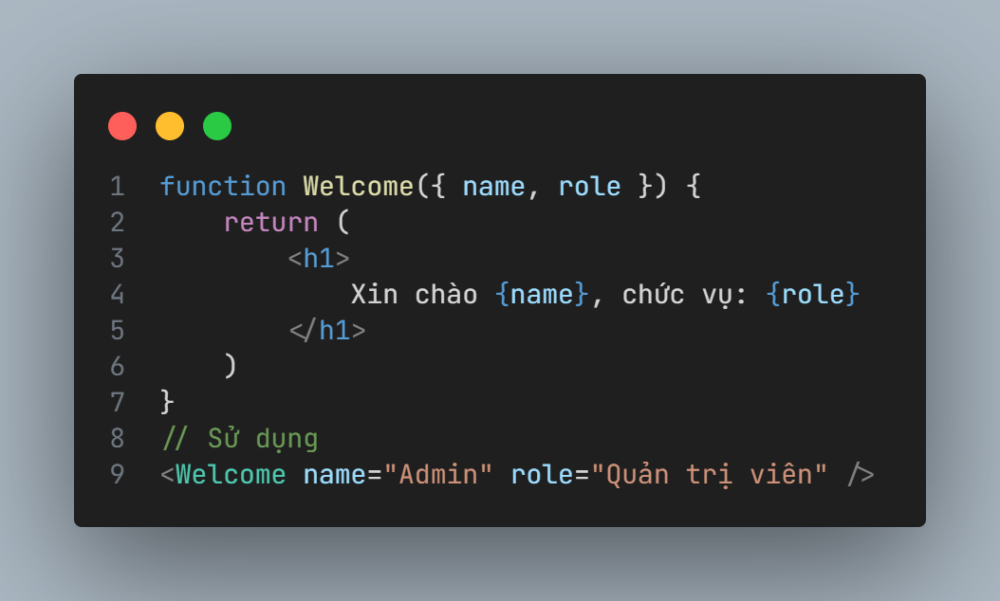 1 function Welcome({ name, role }) {
2     return (
3         <h1>
4             Xin chào {name}, chức vụ: {role}
5         </h1>
6     )
7 }
8 // Sử dụng
9 <Welcome name="Admin" role="Quản trị viên" />